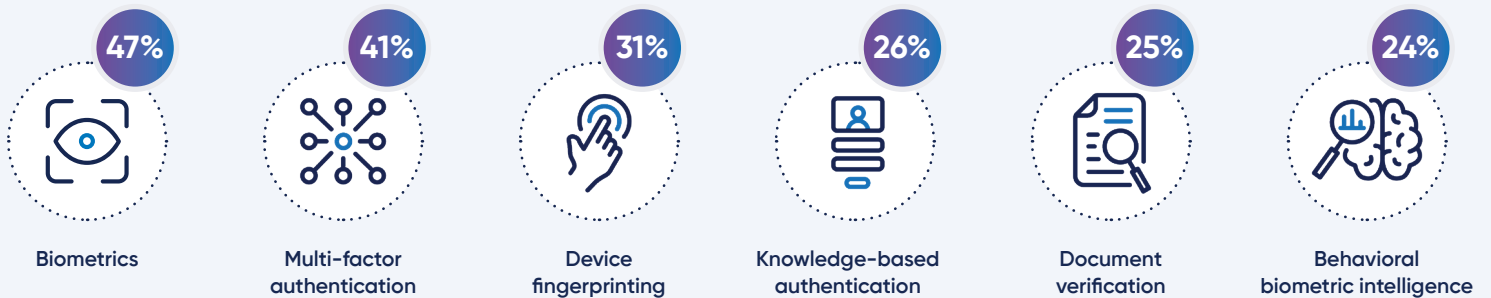 47%
41%
31%
26%
25%
24%
Biometrics
Multi-factor
authentication
Device
fingerprinting
Knowledge-based
authentication
Document
verification
Behavioral
biometric intelligence